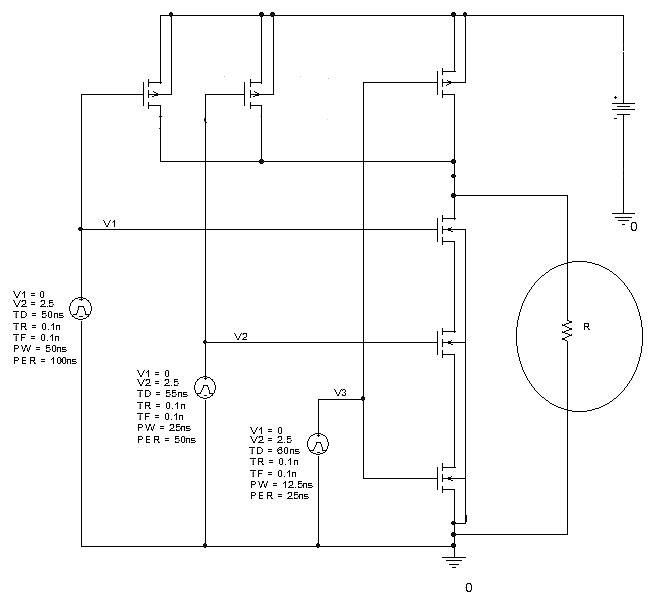 0
V1
V1 = 0
V2 = 2.5
TD = 50ns
TR = 0.1n
TF = 0.1n
PW = 50ns
PER = 100ns
R
V2
V1 = 0
V2 = 2.5
TD = 55ns
TR = 0.1n
TF = 0.1n
PW = 25ns
PER = 50ns
V3
V1 = 0
V2 = 2.5
TD = 60ns
TR = 0.1n
TF = 0.1n
PW = 12.5ns
PER = 25ns
0